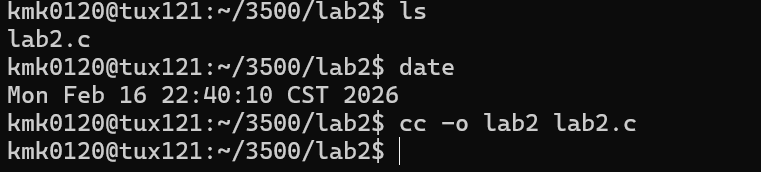 kmk0120@tux121:~/3500/lab2$ ls
lab2.c
kmk0120@tux121:~/3500/lab2$ date
Mon Feb 16 22:40:10 CST 2026
kmk0120@tux121:~/3500/lab2$ cc -o lab2 lab2.c
kmk0120@tux121:~/3500/lab2$